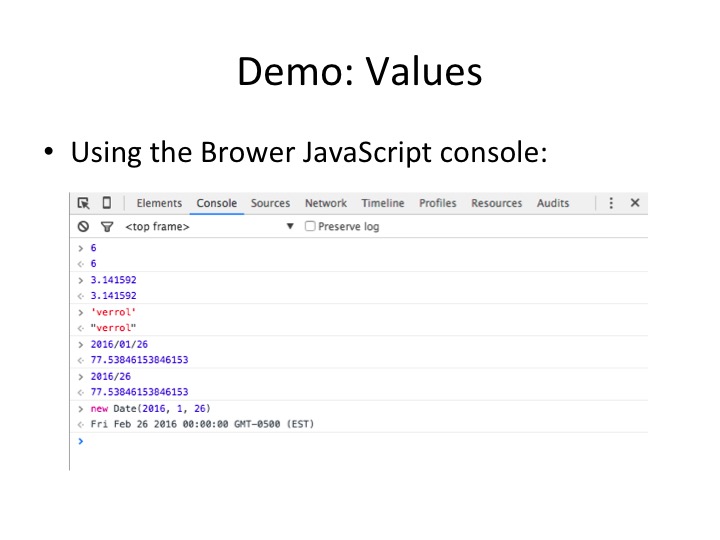 Demo: Values
• Using the Brower JavaScript console:
Elements Console Sources Network Timeline Profiles Resources Audits
<top frame> ▼ Preserve log
> 6
< 6
> 3.141592
< 3.141592
> 'verrol'
< "verrol"
> 2016/01/26
< 77.53846153846153
> 2016/26
< 77.53846153846153
> new Date(2016, 1, 26)
< Fri Feb 26 2016 00:00:00 GMT-0500 (EST)
>